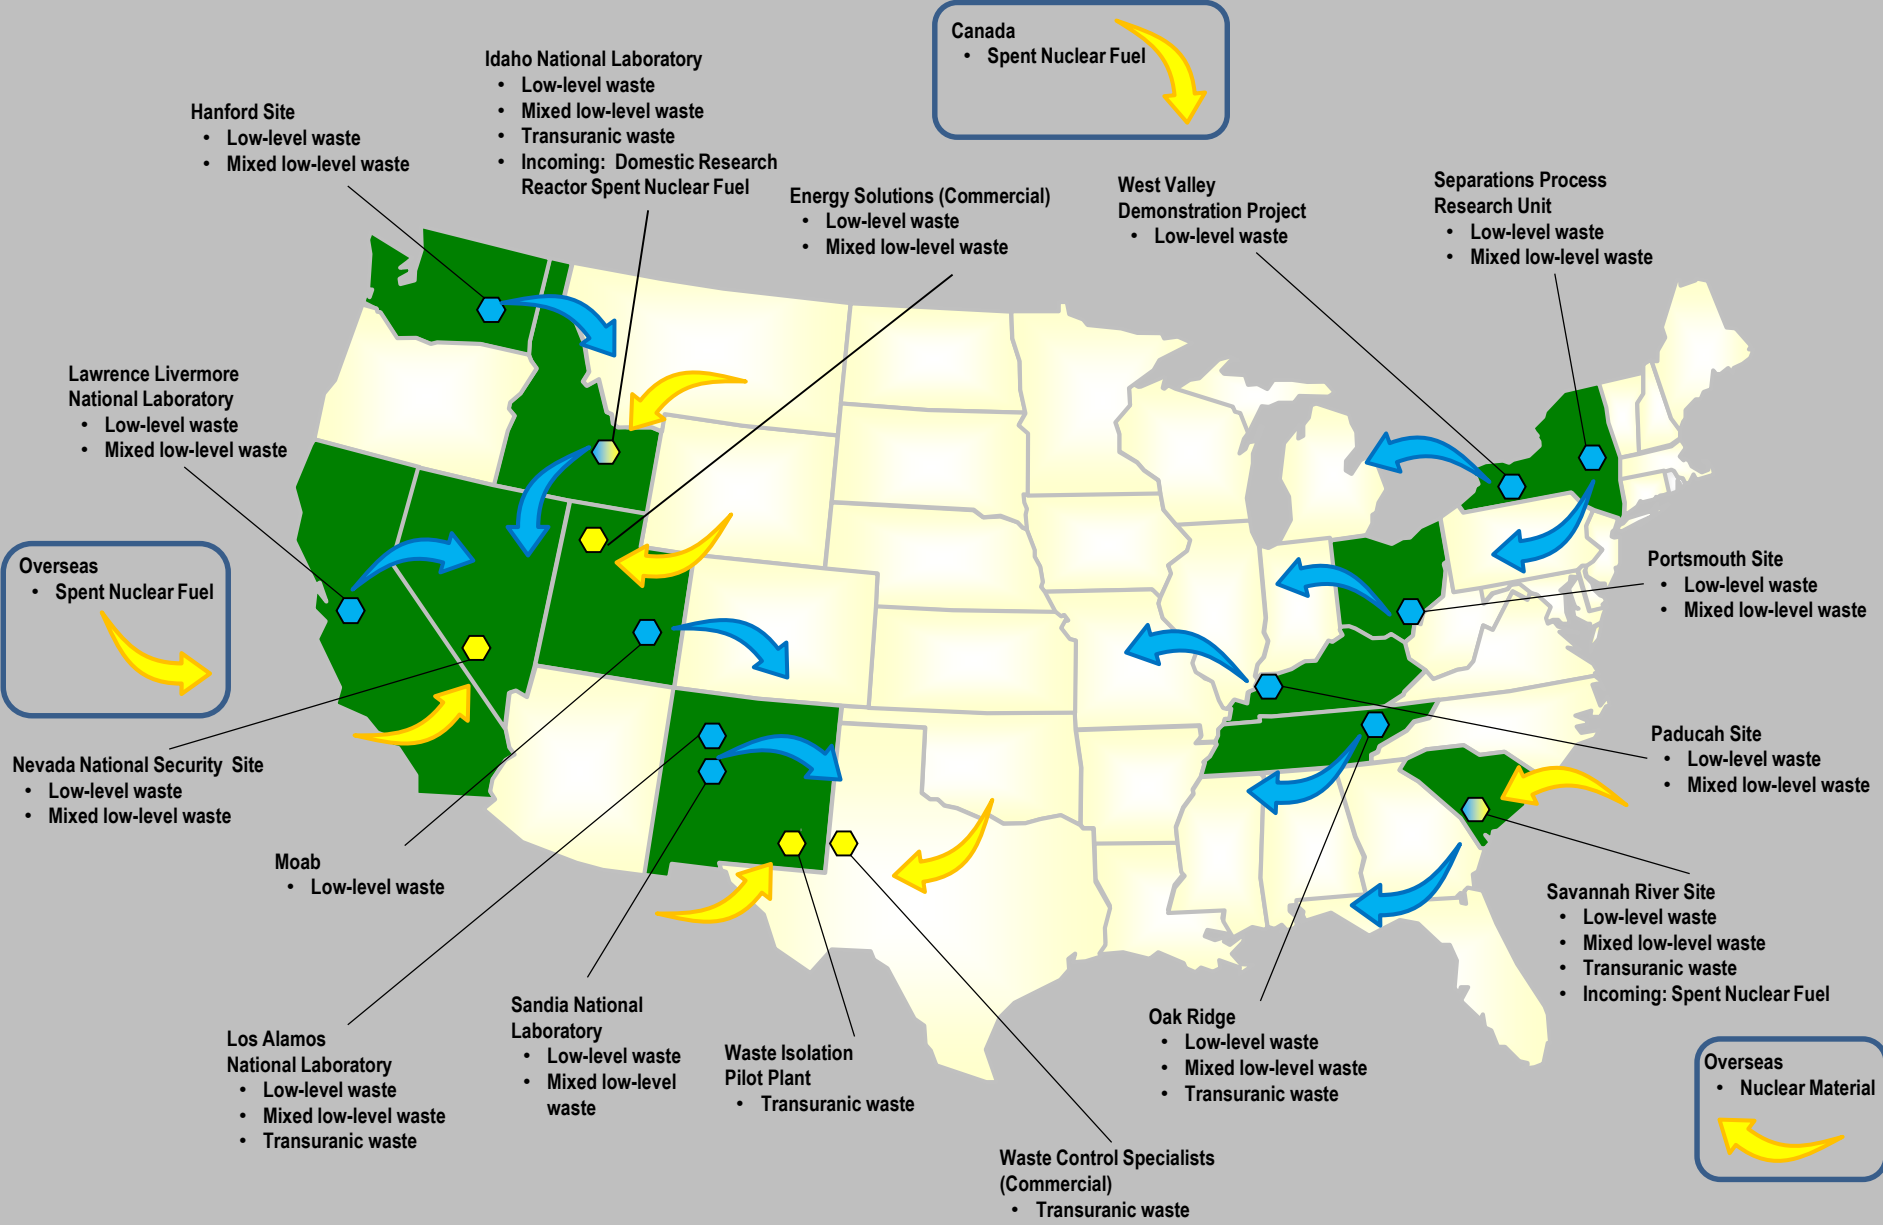 Canada
• Spent Nuclear Fuel
Idaho National Laboratory
• Low-level waste
• Mixed low-level waste
• Transuranic waste
• Incoming: Domestic Research
Reactor Spent Nuclear Fuel
Hanford Site
• Low-level waste
• Mixed low-level waste
Energy Solutions (Commercial)
• Low-level waste
• Mixed low-level waste
West Valley
Demonstration Project
• Low-level waste
Separations Process
Research Unit
• Low-level waste
• Mixed low-level waste
Lawrence Livermore
National Laboratory
• Low-level waste
• Mixed low-level waste
Overseas
• Spent Nuclear Fuel
Portsmouth Site
• Low-level waste
• Mixed low-level waste
Nevada National Security Site
• Low-level waste
• Mixed low-level waste
Paducah Site
• Low-level waste
• Mixed low-level waste
Moab
• Low-level waste
Savannah River Site
• Low-level waste
• Mixed low-level waste
• Transuranic waste
• Incoming: Spent Nuclear Fuel
Los Alamos
National Laboratory
• Low-level waste
• Mixed low-level waste
• Transuranic waste
Sandia National
Laboratory
• Low-level waste
• Mixed low-level
waste
Waste Isolation
Pilot Plant
• Transuranic waste
Oak Ridge
• Low-level waste
• Mixed low-level waste
• Transuranic waste
Overseas
• Nuclear Material
Waste Control Specialists
(Commercial)
• Transuranic waste